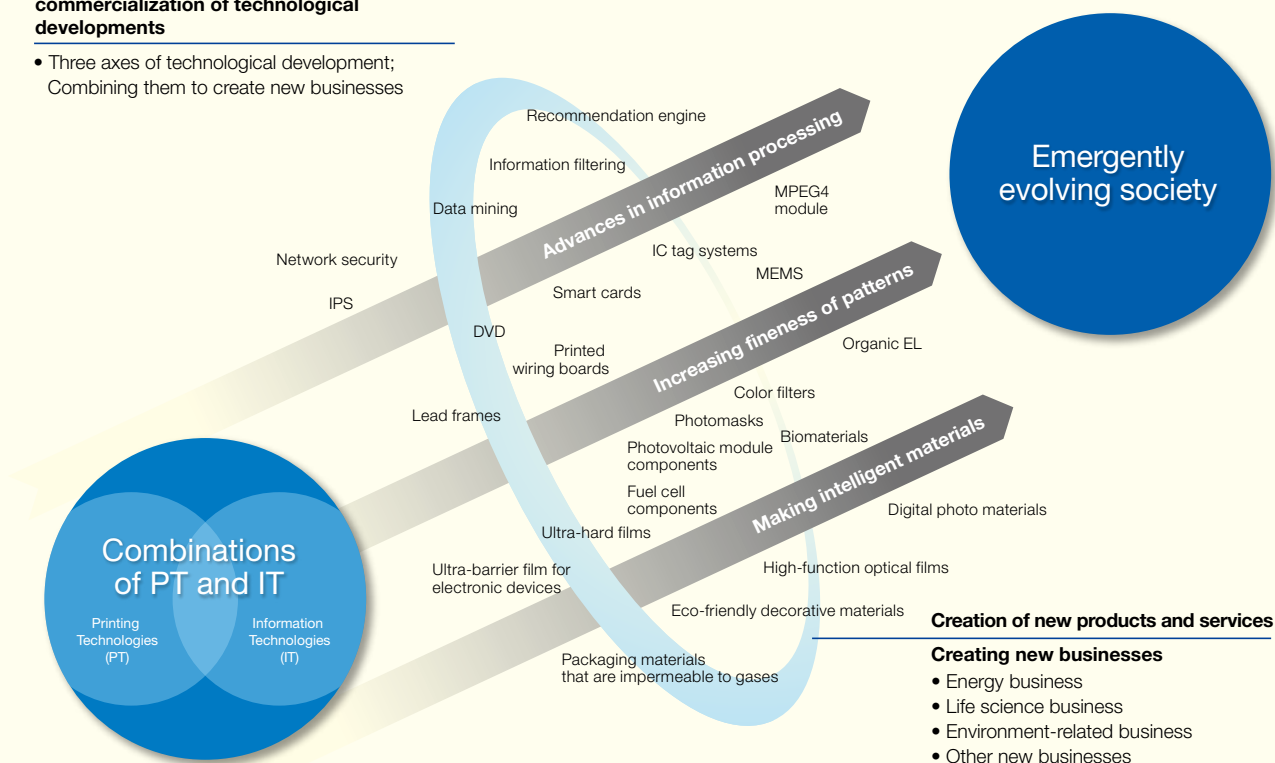 commercialization of technological
developments
• Three axes of technological development;
Combining them to create new businesses
Recommendation engine
Information filtering
Data mining
Network security
IPS
Advances in information processing
MPEG4
module
IC tag systems
MEMS
Smart cards
DVD
Printed
wiring boards
Lead frames
Increasing fineness of patterns
Organic EL
Color filters
Photomasks
Biomaterials
Photovoltaic module
components
Fuel cell
components
Ultra-hard films
Ultra-barrier film for
electronic devices
Making intelligent materials
Digital photo materials
High-function optical films
Eco-friendly decorative materials
Packaging materials
that are impermeable to gases
Emergently
evolving society
Combinations
of PT and IT
Printing
Technologies
(PT)
Information
Technologies
(IT)
Creation of new products and services
Creating new businesses
• Energy business
• Life science business
• Environment-related business
• Other new businesses